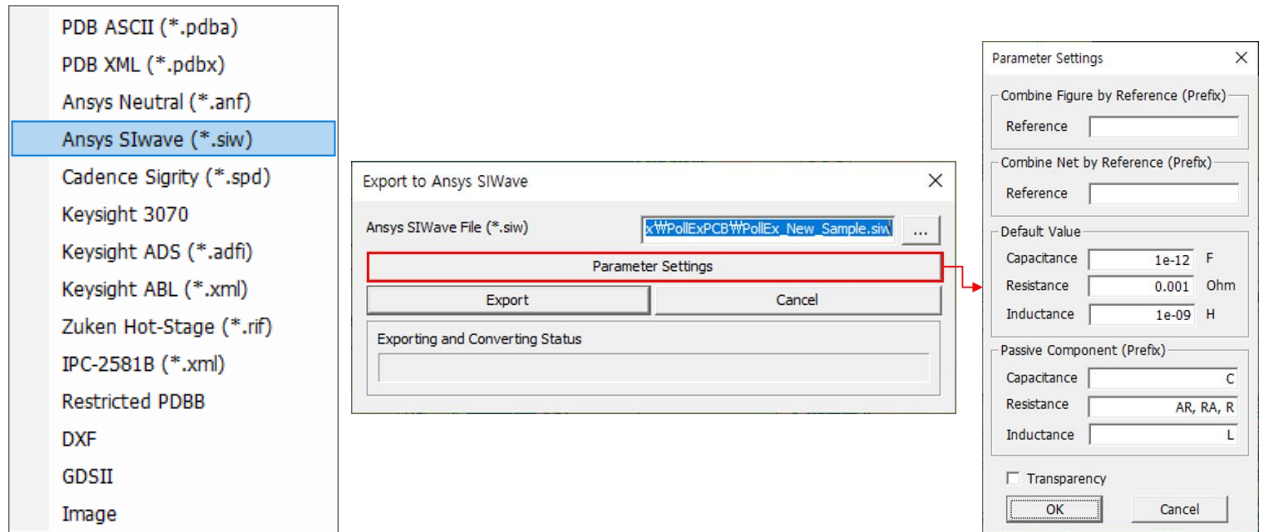 PDB ASCII (*.pdba)
PDB XML (*.pdbx)
Ansys Neutral (*.anf)
Ansys SIwave (*.siw)
Cadence Sigrity (*.spd)
Keysight 3070
Keysight ADS (*.adfi)
Keysight ABL (*.xml)
Zuken Hot-Stage (*.rif)
IPC-2581B (*.xml)
Restricted PDBB
DXF
GDSII
Image
Export to Ansys SIWave
Ansys SIWave File (*.siw) x₩PollExPCB₩PollEx_New_Sample.siw ...
Parameter Settings
Export Cancel
Exporting and Converting Status
Parameter Settings
Combine Figure by Reference (Prefix)
Reference
Combine Net by Reference (Prefix)
Reference
Default Value
Capacitance 1e-12 F
Resistance 0.001 Ohm
Inductance 1e-09 H
Passive Component (Prefix)
Capacitance C
Resistance AR, RA, R
Inductance L
Transparency
OK Cancel